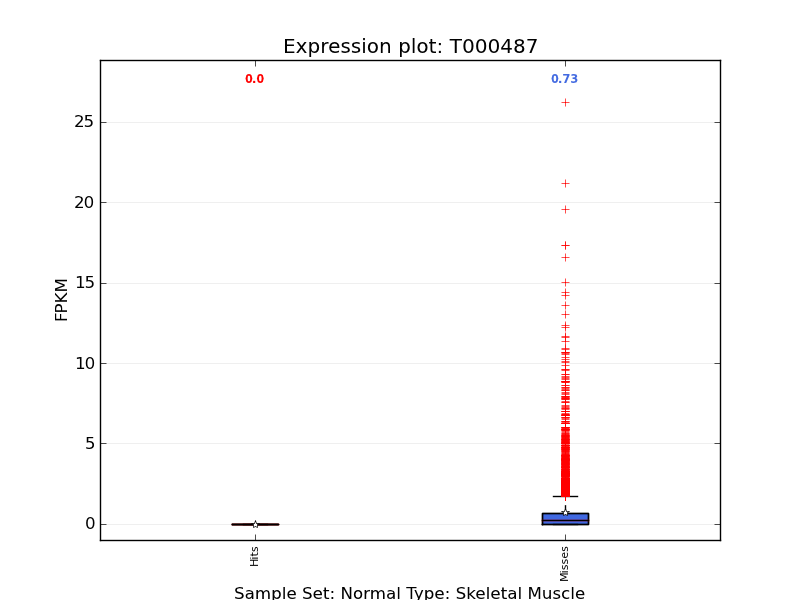 Expression plot: T000487
0.0
0.73
25
20
15
10
5
0
FPKM
Hits
Misses
Sample Set: Normal Type: Skeletal Muscle